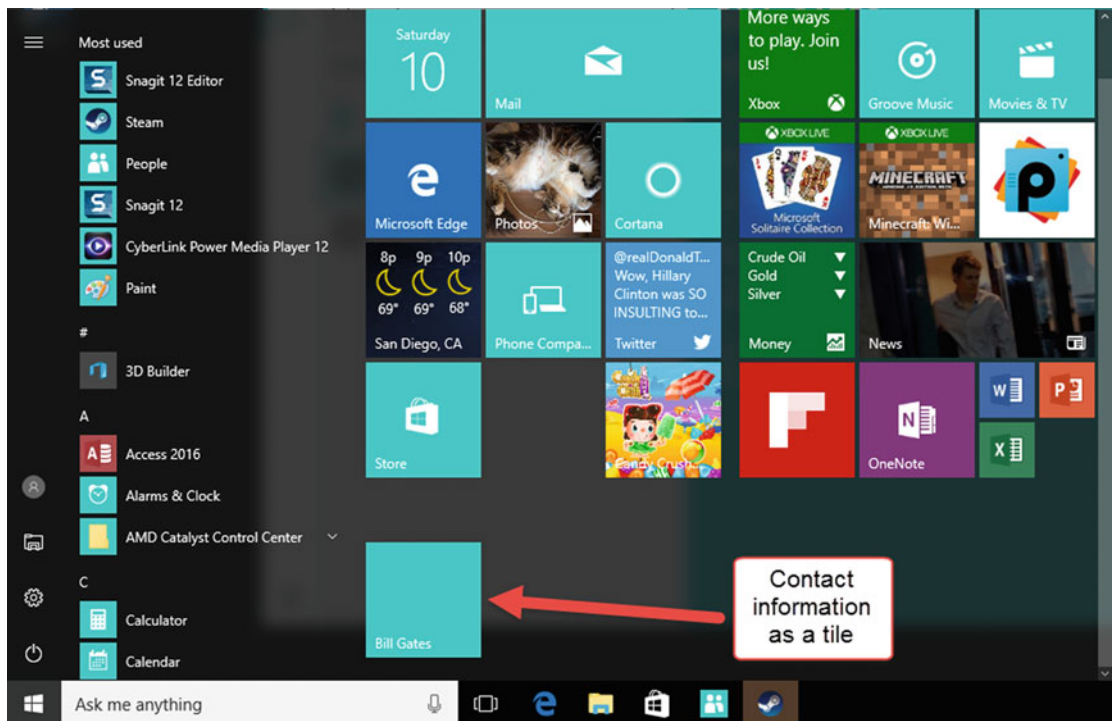 Most used
Snagit 12 Editor
Steam
People
Snagit 12
CyberLink Power Media Player 12
Paint
#
3D Builder
A
Access 2016
Alarms & Clock
AMD Catalyst Control Center
C
Calculator
Calendar
Saturday
10
Mail
Microsoft Edge
Photos
Cortana
8p 9p 10p
69° 69° 68°
San Diego, CA
Phone Compa...
@realDonaldT...
Wow, Hillary
Clinton was SO
INSULTING to...
Twitter
Store
Candy Crush...
More ways
to play. Join
us!
Xbox
Groove Music
Movies & TV
XBOX LIVE
Microsoft
Solitaire Collection
XBOX LIVE
MINECRAFT
Minecraft: Wi...
p
Crude Oil
Gold
Silver
Money
News
OneNote
N
W
P
X
Bill Gates
Contact
information
as a tile
Ask me anything